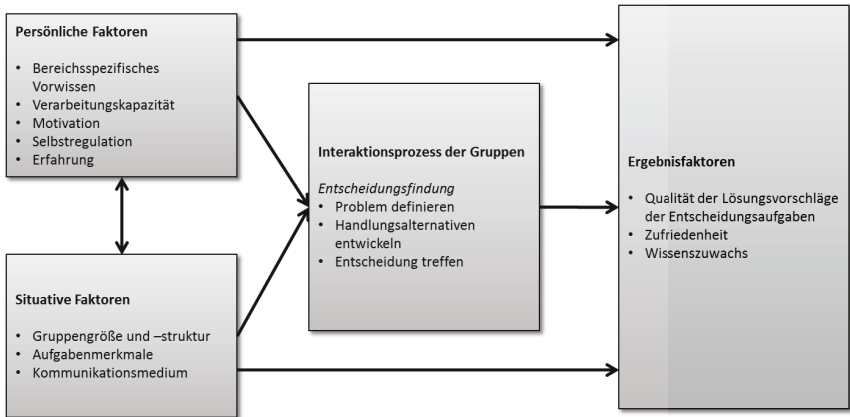 Persönliche Faktoren
• Bereichsspezifisches
Vorwissen
• Verarbeitungskapazität
• Motivation
• Selbstregulation
• Erfahrung
Situative Faktoren
• Gruppengröße und –struktur
• Aufgabenmerkmale
• Kommunikationsmedium
Interaktionsprozess der Gruppen
Entscheidungsfindung
• Problem definieren
• Handlungsalternativen
entwickeln
• Entscheidung treffen
Ergebnisfaktoren
• Qualität der Lösungsvorschläge
der Entscheidungsaufgaben
• Zufriedenheit
• Wissenszuwachs